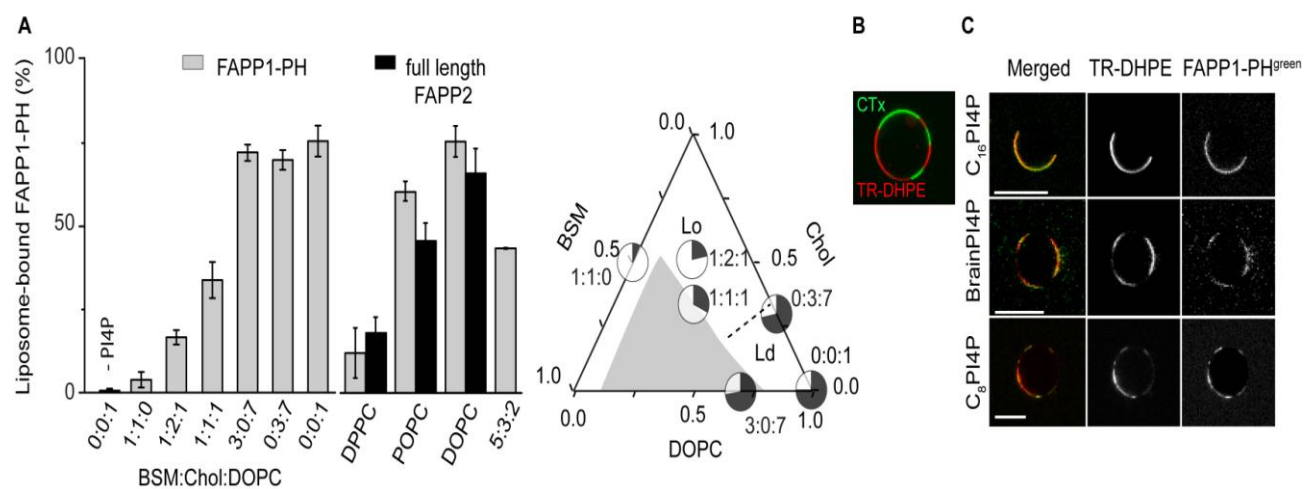 A
B
C
FAPP1-PH
full length
FAPP2
Liposome-bound FAPP1-PH (%)
100
50
0
- PI4P
0:0:1
1:1:0
1:2:1
1:1:1
3:0:7
0:3:7
0:0:1
BSM:Chol:DOPC
DPPC
POPC
DOPC
5:3:2
0.0
1.0
BSM
Chol
Lo
0.5
1:1:0
1:2:1
0.5
1:1:1
0:3:7
Ld
0:0:1
1.0
0.0
0.0
0.5
1.0
3:0:7
DOPC
CTx
TR-DHPE
Merged
TR-DHPE
FAPP1-PHgreen
C16PI4P
BrainPI4P
C8PI4P